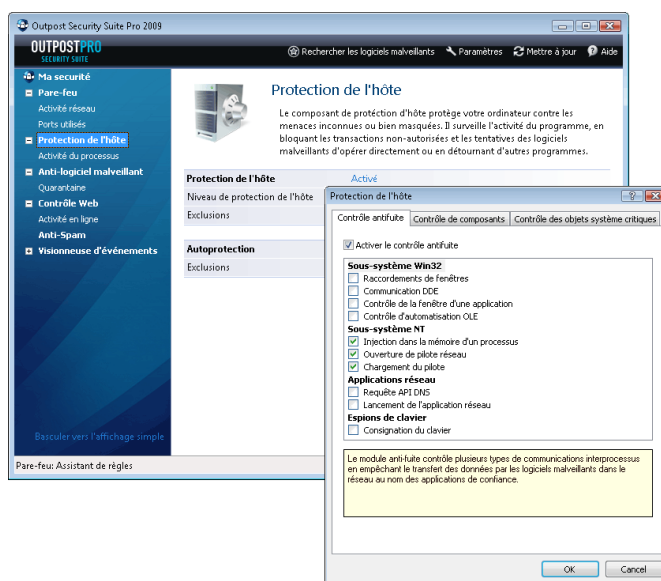 Outpost Security Suite Pro 2009
OUTPOSTPRO
SECURITY SUITE
Rechercher les logiciels malveillants
Paramètres
Mettre à jour
Aide
Ma securité
Pare-feu
Activité réseau
Ports utilisés
Protection de l'hôte
Activité du processus
Anti-logiciel malveillant
Quarantaine
Contrôle Web
Activité en ligne
Anti-Spam
Visionneuse d'événements
Basculer vers l'affichage simple
Pare-feu: Assistant de règles
Protection de l'hôte
Le composant de protéction d'hôte protège votre ordinateur contre les
menaces inconnues ou bien masquées. Il surveille l'activité du programme, en
bloquant les transactions non-autorisées et les tentatives des logiciels
malveillants d'opérer directement ou en détournant d'autres programmes.
Protection de l'hôte Activé
Niveau de protection de l'hôte
Exclusions
Autoprotection
Exclusions
Protection de l'hôte
Contrôle antifuite
Contrôle de composants
Contrôle des objets système critiques
Activer le contrôle antifuite
Sous-système Win32
Raccordements de fenêtres
Communication DDE
Contrôle de la fenêtre d'une application
Contrôle d'automatisation OLE
Sous-système NT
Injection dans la mémoire d'un processus
Ouverture de pilote réseau
Chargement du pilote
Applications réseau
Requête API DNS
Lancement de l'application réseau
Espions de clavier
Consignation du clavier
Le module anti-fuite contrôle plusieurs types de communications interprocessus
en empêchant le transfert des données par les logiciels malveillants dans le
réseau au nom des applications de confiance.
OK
Cancel